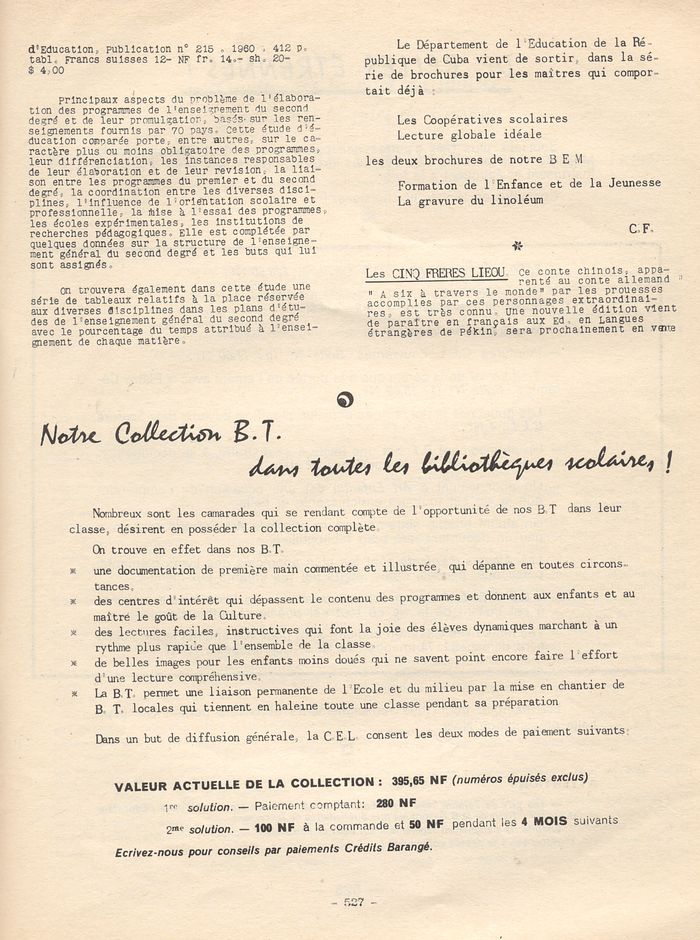 d'Education, Publication n° 215 . 1960 . 412 p.
tabl. Francs suisses 12- NF fr. 14.- sh. 20-
$ 4,00
Principaux aspects du problème de l'élabora-
tion des programmes de l'enseignement du second
degré et de leur promulgation, basés sur les ren-
seignements fournis par 70 pays. Cette étude d'é-
ducation comparée porte, entre autres, sur le ca-
ractère plus ou moins obligatoire des programmes,
leur différenciation, les instances responsables
de leur élaboration et de leur revision, la liai-
son entre les programmes du premier et du second
degré, la coordination entre les diverses disci-
plines, l'influence de l'orientation scolaire et
professionnelle, la mise à l'essai des programmes,
les écoles expérimentales, les institutions de
recherches pédagogiques. Elle est complétée par
quelques données sur la structure de l'enseigne-
ment général du second degré et les buts qui lui
sont assignés.
On trouvera également dans cette étude une
série de tableaux relatifs à la place réservée
aux diverses disciplines dans les plans d'étu-
des de l'enseignement général du second degré
avec le pourcentage du temps attribué à l'ensei-
gnement de chaque matière.
Le Département de l'Education de la Ré-
publique de Cuba vient de sortir, dans la sé-
rie de brochures pour les maîtres qui compor-
tait déjà :
Les Coopératives scolaires
Lecture globale idéale
les deux brochures de notre B E M
Formation de l'Enfance et de la Jeunesse
La gravure du linoléum
C.F.
*
Les CINQ FRERES LIEOU. Ce conte chinois, appa-
renté au conte allemand
" A six à travers le monde" par les prouesses
accomplies par ces personnages extraordinai-
res, est très connu. Une nouvelle édition vient
de paraître en français aux Ed. en Langues
étrangères de Pékin, sera prochainement en vente
Notre Collection B.T.
dans toutes les bibliothèques scolaires !
Nombreux sont les camarades qui se rendant compte de l'opportunité de nos B.T dans leur
classe, désirent en posséder la collection complète.
On trouve en effet dans nos B.T.
* une documentation de première main commentée et illustrée, qui dépanne en toutes circons-
tances.
* des centres d'intérêt qui dépassent le contenu des programmes et donnent aux enfants et au
maître le goût de la Culture.
* des lectures faciles, instructives qui font la joie des élèves dynamiques marchant à un
rythme plus rapide que l'ensemble de la classe.
* de belles images pour les enfants moins doués qui ne savent point encore faire l'effort
d'une lecture compréhensive.
* La B.T. permet une liaison permanente de l'Ecole et du milieu par la mise en chantier de
B. T. locales qui tiennent en haleine toute une classe pendant sa préparation
Dans un but de diffusion générale, la C.E.L. consent les deux modes de paiement suivants:
VALEUR ACTUELLE DE LA COLLECTION : 395,65 NF (numéros épuisés exclus)
1re solution. — Paiement comptant: 280 NF
2me solution. — 100 NF à la commande et 50 NF pendant les 4 MOIS suivants
Ecrivez-nous pour conseils par paiements Crédits Barangé.
- 527 -